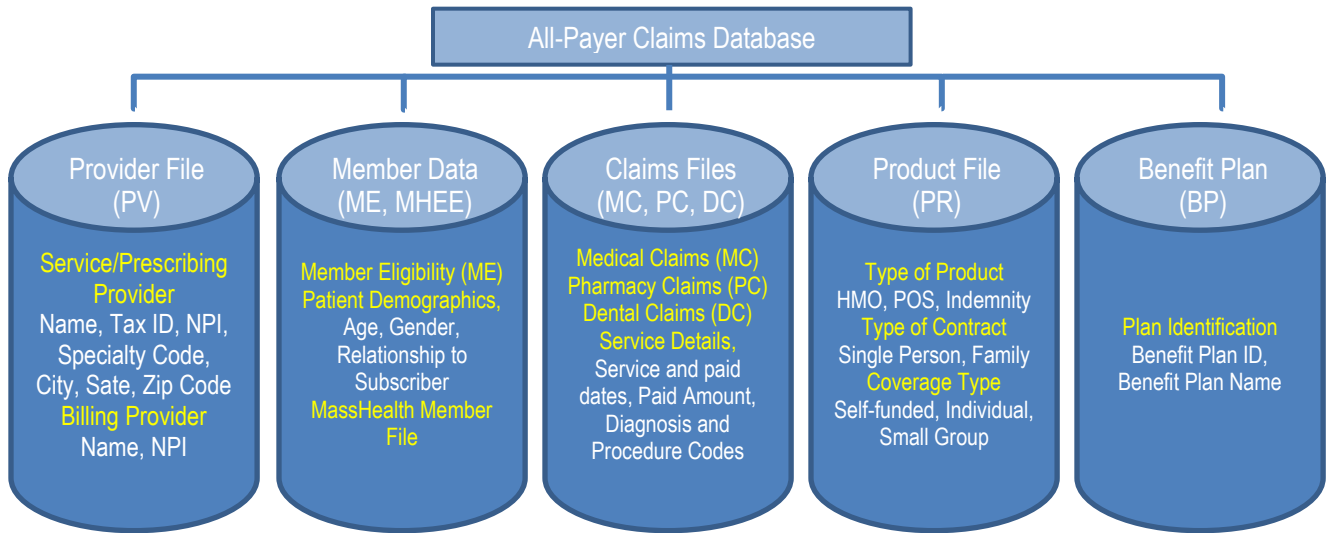 All-Payer Claims Database
Provider File
(PV)
Service/Prescribing
Provider
Name, Tax ID, NPI,
Specialty Code,
City, Sate, Zip Code
Billing Provider
Name, NPI
Member Data
(ME, MHEE)
Member Eligibility (ME)
Patient Demographics,
Age, Gender,
Relationship to
Subscriber
MassHealth Member
File
Claims Files
(MC, PC, DC)
Medical Claims (MC)
Pharmacy Claims (PC)
Dental Claims (DC)
Service Details,
Service and paid
dates, Paid Amount,
Diagnosis and
Procedure Codes
Product File
(PR)
Type of Product
HMO, POS, Indemnity
Type of Contract
Single Person, Family
Coverage Type
Self-funded, Individual,
Small Group
Benefit Plan
(BP)
Plan Identification
Benefit Plan ID,
Benefit Plan Name